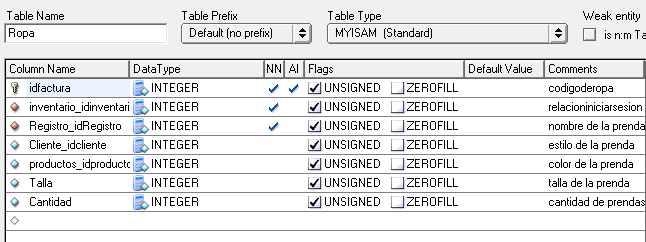 Table Name Table Prefix Table Type Weak entity
Ropa Default (no prefix) MYISAM (Standard) is n:m Ta
Column Name DataType NN AI Flags Default Value Comments
idfactura INTEGER UNSIGNED ZEROFILL codigoderopa
inventario_idinventari INTEGER UNSIGNED ZEROFILL relacioniniciarsesion
Registro_idRegistro INTEGER UNSIGNED ZEROFILL nombre de la prenda
Cliente_idcliente INTEGER UNSIGNED ZEROFILL estilo de la prenda
productos_idproducto INTEGER UNSIGNED ZEROFILL color de la prenda
Talla INTEGER UNSIGNED ZEROFILL talla de la prenda
Cantidad INTEGER UNSIGNED ZEROFILL cantidad de prendas